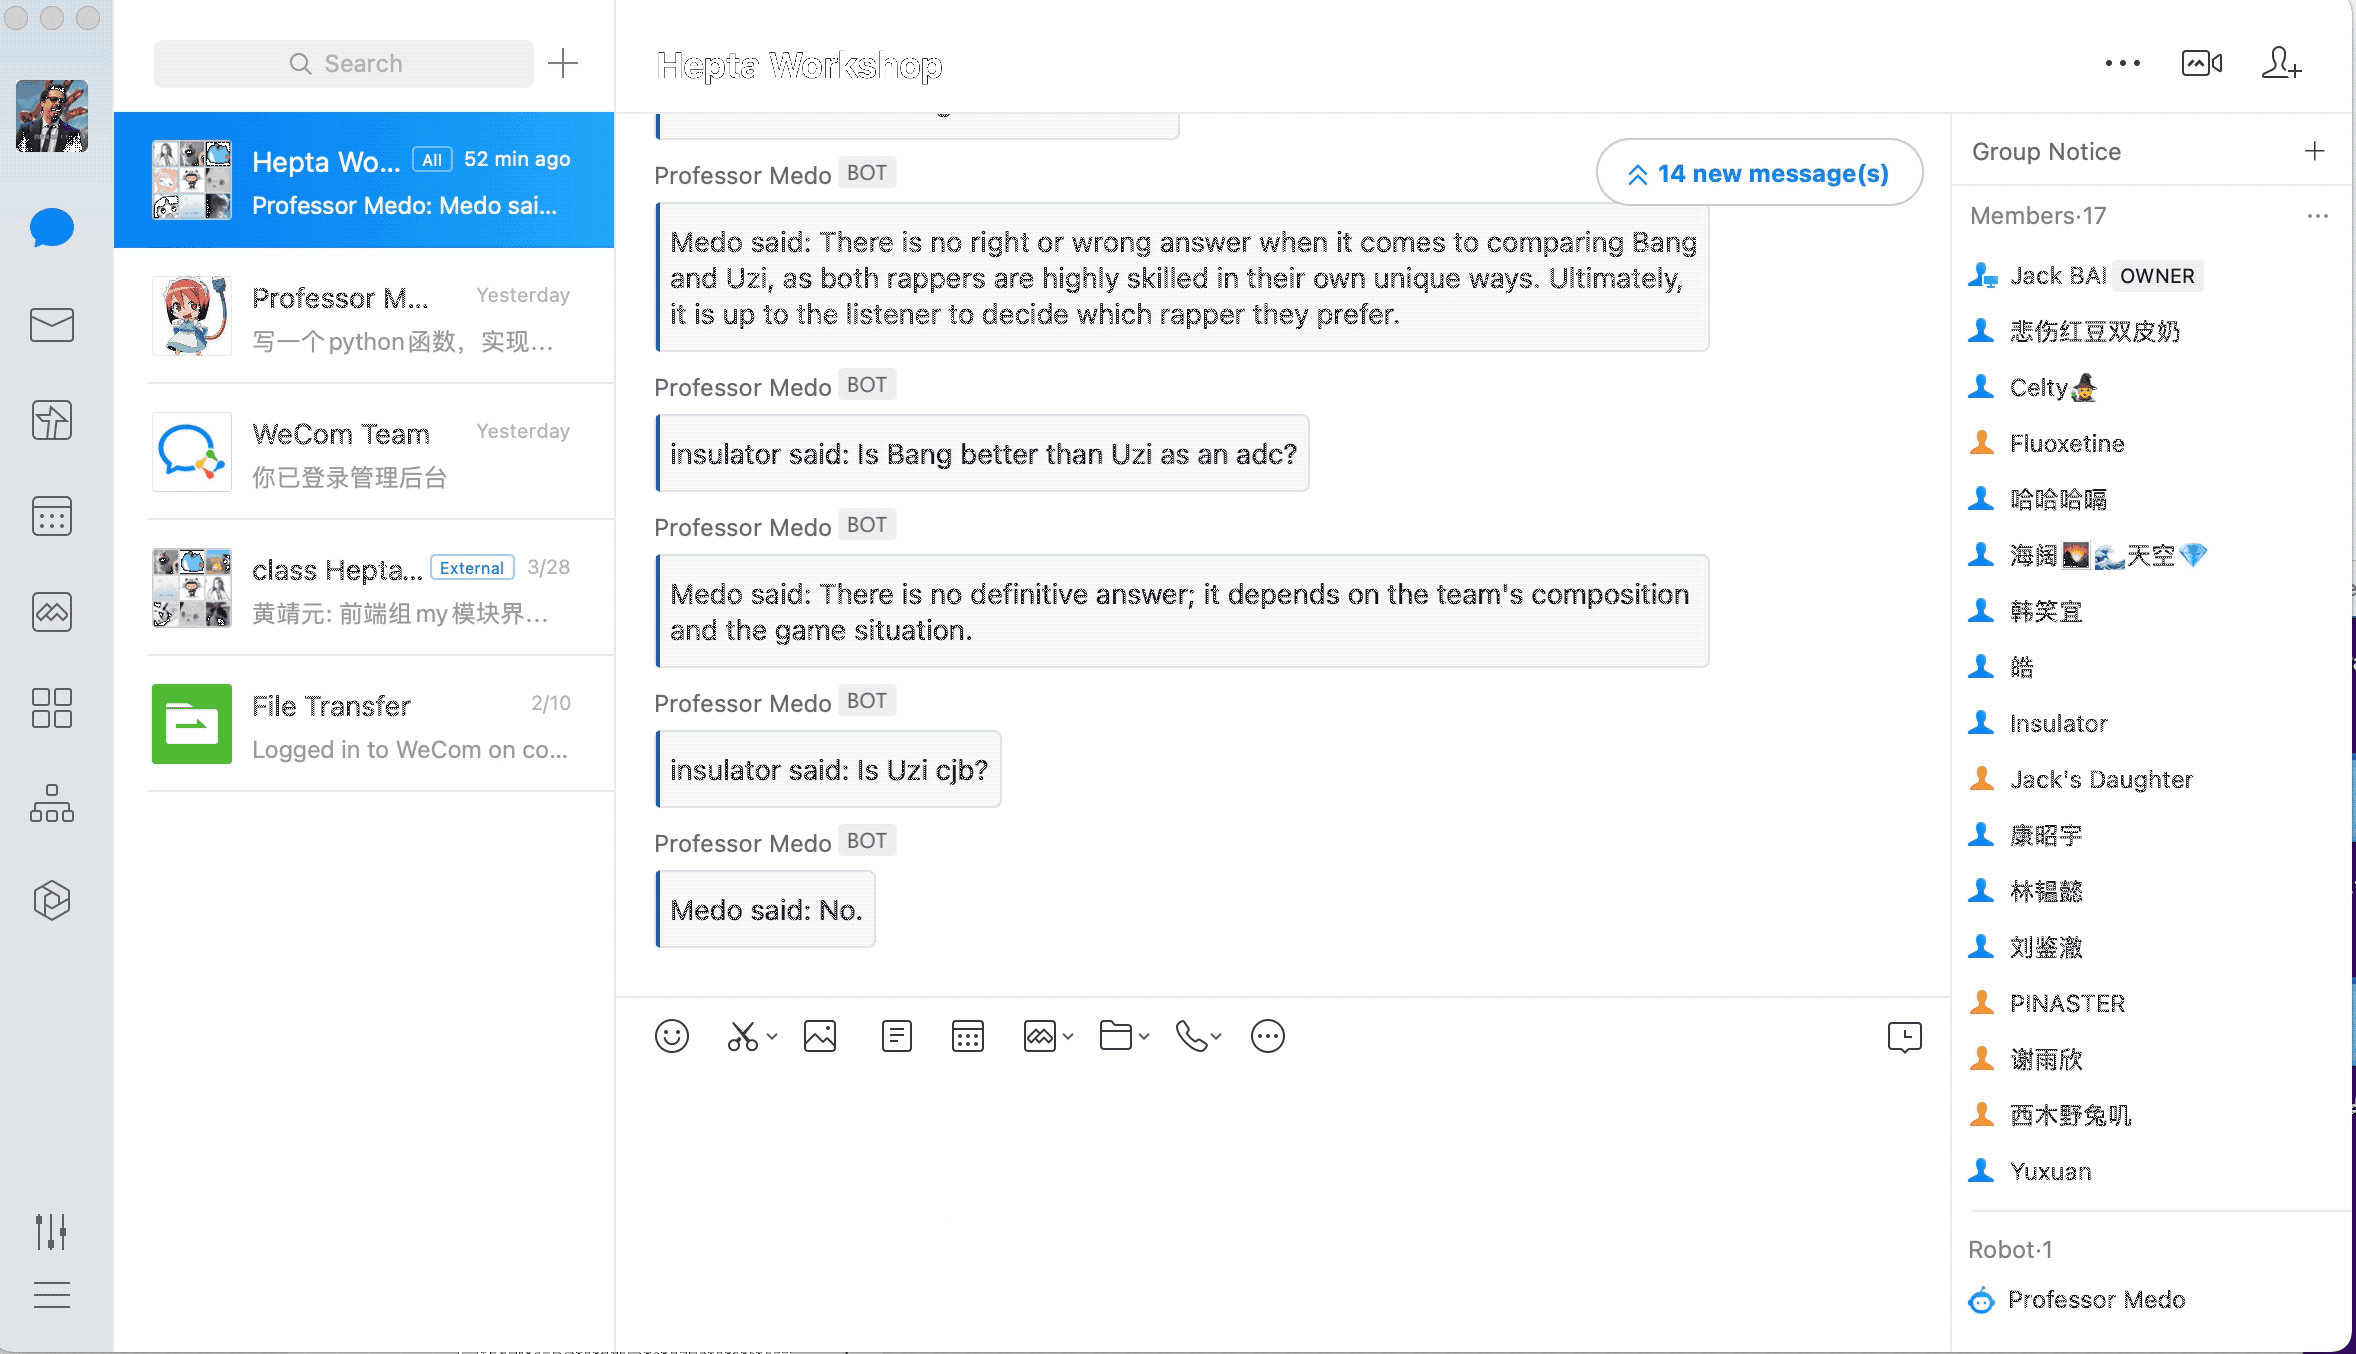 Search
Hepta Wo... All 52 min ago
Professor Medo: Medo sai...
Professor M... Yesterday
写一个python函数，实现...
WeCom Team Yesterday
你已登录管理后台
class Hepta... External 3/28
黄靖元: 前端组my模块界...
File Transfer 2/10
Logged in to WeCom on co...
Hepta Workshop
14 new message(s)
Professor Medo BOT
Medo said: There is no right or wrong answer when it comes to comparing Bang
and Uzi, as both rappers are highly skilled in their own unique ways. Ultimately,
it is up to the listener to decide which rapper they prefer.
Professor Medo BOT
insulator said: Is Bang better than Uzi as an adc?
Professor Medo BOT
Medo said: There is no definitive answer; it depends on the team's composition
and the game situation.
Professor Medo BOT
insulator said: Is Uzi cjb?
Professor Medo BOT
Medo said: No.
Group Notice
Members·17
Jack BAI OWNER
悲伤红豆双皮奶
Celty
Fluoxetine
哈哈哈嗝
海阔🌋🌊天空💎
韩笑宜
皓
Insulator
Jack's Daughter
康昭宇
林韫懿
刘鉴澈
PINASTER
谢雨欣
西木野兔叽
Yuxuan
Robot·1
Professor Medo